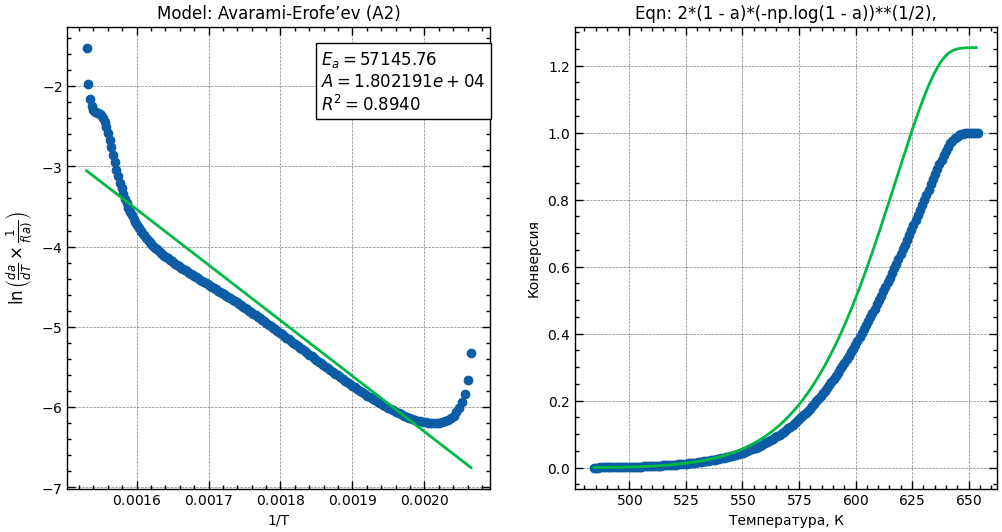 Model: Avarami-Erofe’ev (A2)
Eqn: 2*(1 - a)*(-np.log(1 - a))**(1/2),
E_a = 57145.76
A = 1.802191e + 04
R^2 = 0.8940
ln(da/dT × 1/f(a))
−2
−3
−4
−5
−6
−7
0.0016 0.0017 0.0018 0.0019 0.0020
1/T
Конверсия
1.2
1.0
0.8
0.6
0.4
0.2
0.0
500 525 550 575 600 625 650
Температура, К